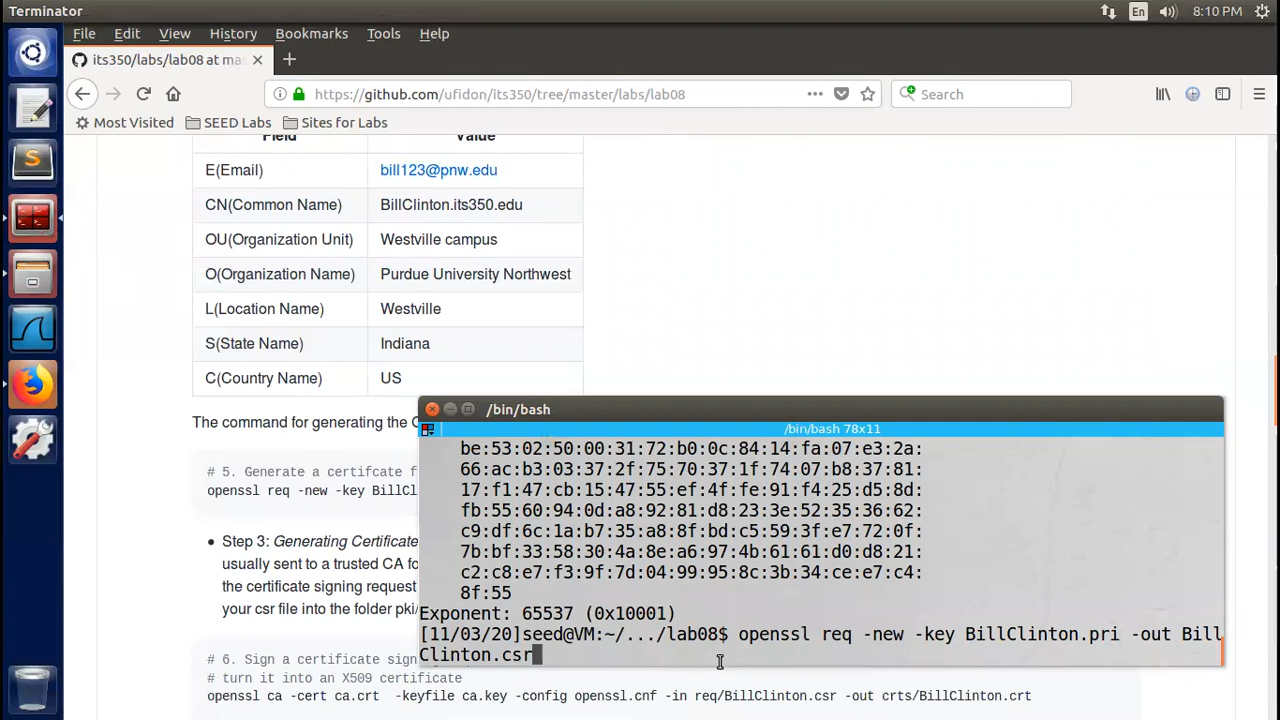 Terminator
En
8:10 PM
File Edit View History Bookmarks Tools Help
its350/labs/lab08 at mas
https://github.com/ufidon/its350/tree/master/labs/lab08
Search
Most Visited SEED Labs Sites for Labs
Field Value
E(Email) bill123@pnw.edu
CN(Common Name) BillClinton.its350.edu
OU(Organization Unit) Westville campus
O(Organization Name) Purdue University Northwest
L(Location Name) Westville
S(State Name) Indiana
C(Country Name) US
The command for generating the C
# 5. Generate a certifcate f
openssl req -new -key BillCl
Step 3: Generating Certificate
usually sent to a trusted CA fo
the certificate signing request
your csr file into the folder pki/
# 6. Sign a certificate sign
# turn it into an X509 certificate
openssl ca -cert ca.crt -keyfile ca.key -config openssl.cnf -in req/BillClinton.csr -out crts/BillClinton.crt
/bin/bash
/bin/bash 78x11
be:53:02:50:00:31:72:b0:0c:84:14:fa:07:e3:2a:
66:ac:b3:03:37:2f:75:70:37:1f:74:07:b8:37:81:
17:f1:47:cb:15:47:55:ef:4f:fe:91:f4:25:d5:8d:
fb:55:60:94:0d:a8:92:81:d8:23:3e:52:35:36:62:
c9:df:6c:1a:b7:35:a8:8f:bd:c5:59:3f:e7:72:0f:
7b:bf:33:58:30:4a:8e:a6:97:4b:61:61:d0:d8:21:
c2:c8:e7:f3:9f:7d:04:99:95:8c:3b:34:ce:e7:c4:
8f:55
Exponent: 65537 (0x10001)
[11/03/20]seed@VM:~/.../lab08$ openssl req -new -key BillClinton.pri -out Bill
Clinton.csr